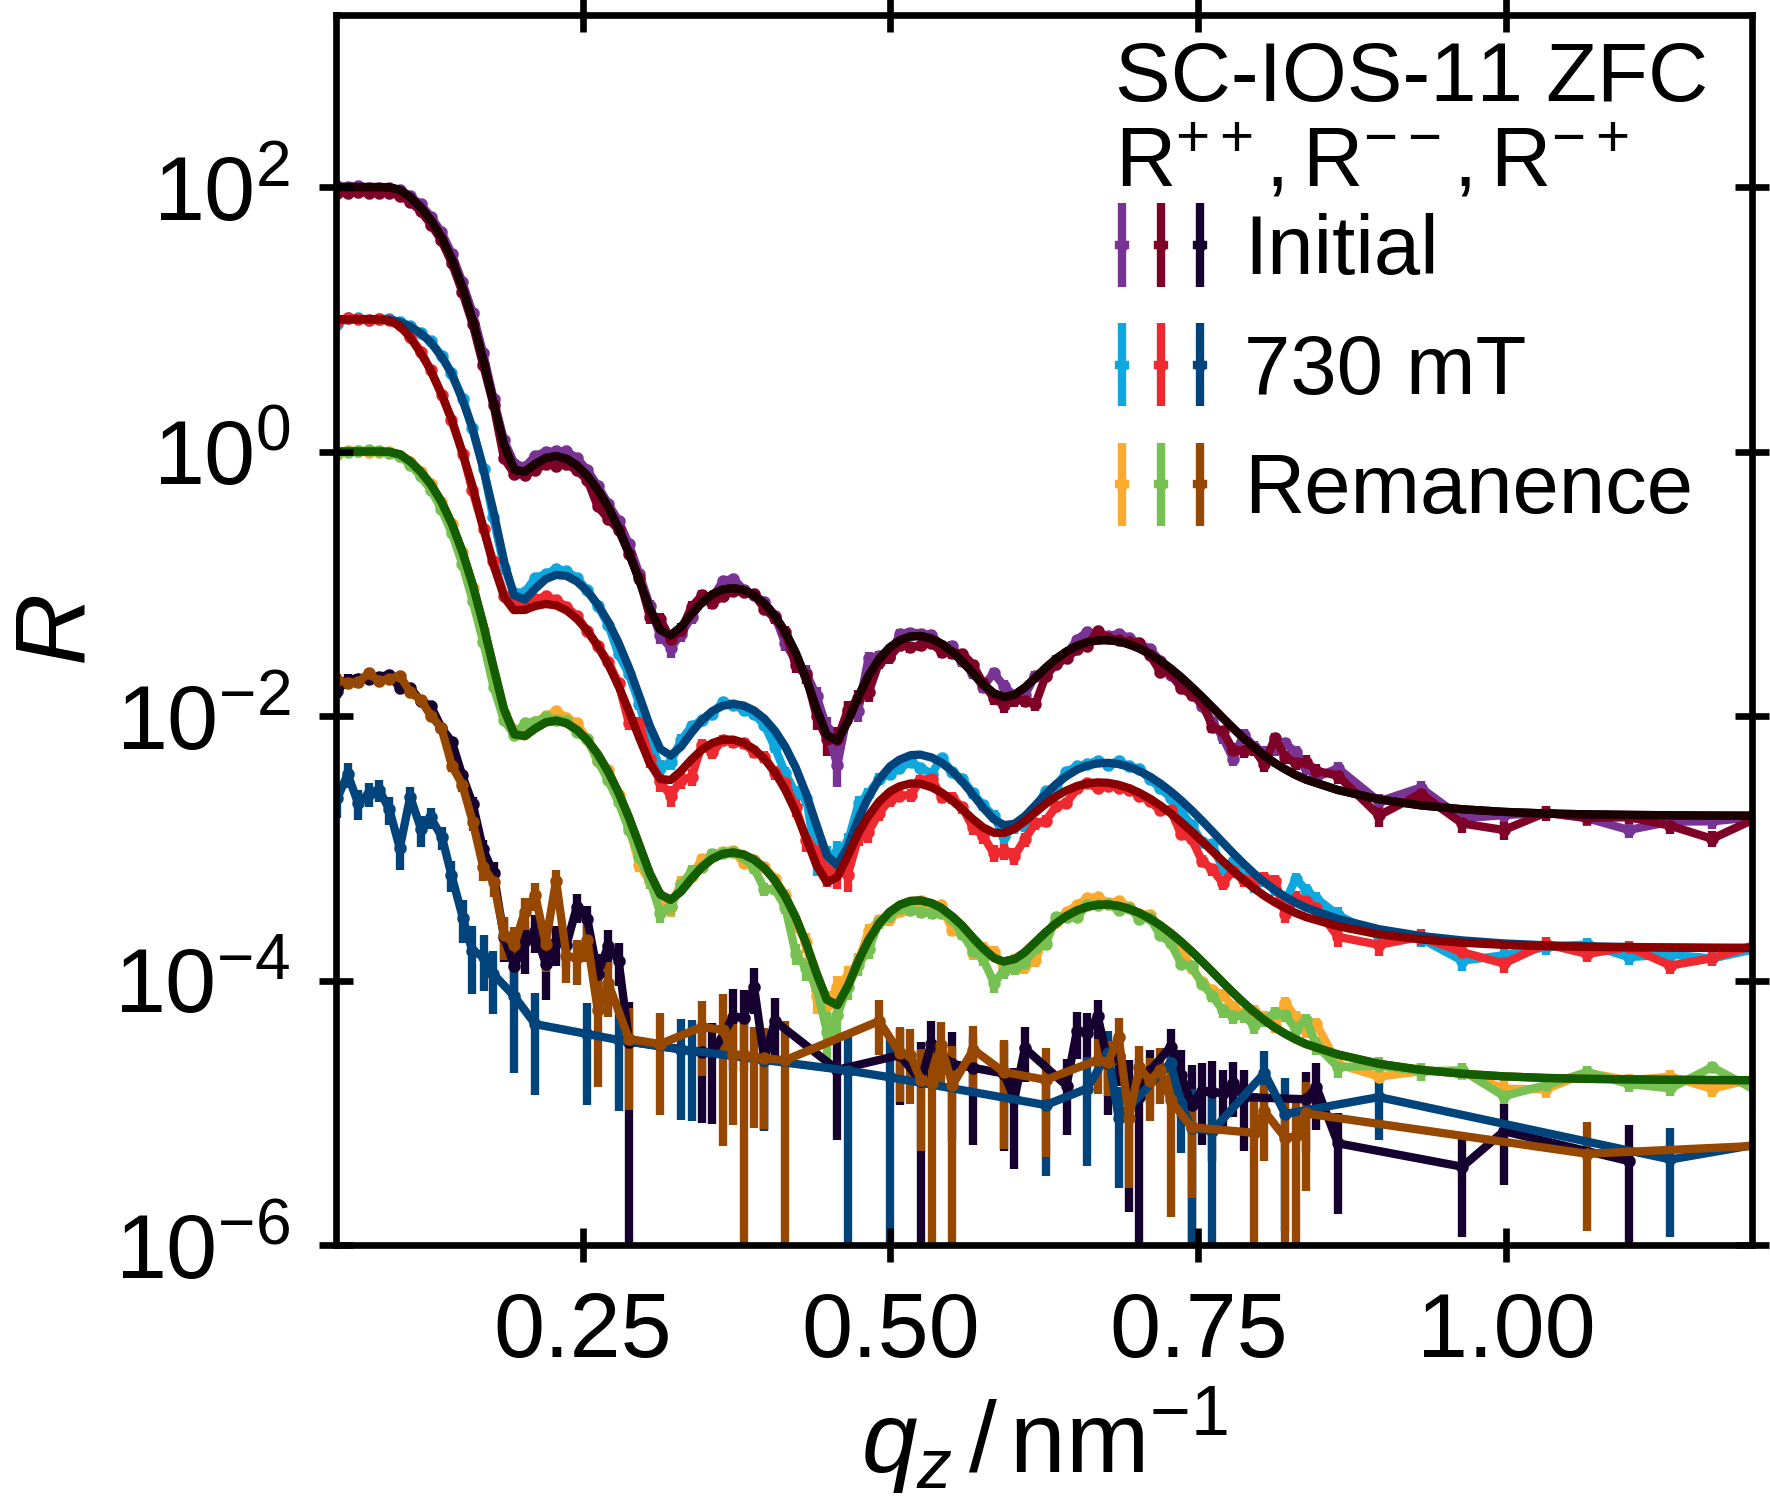 SC-IOS-11 ZFC
R⁺⁺, R⁻⁻, R⁻⁺
Initial
730 mT
Remanence
R
10²
10⁰
10⁻²
10⁻⁴
10⁻⁶
0.25 0.50 0.75 1.00
q_z / nm⁻¹